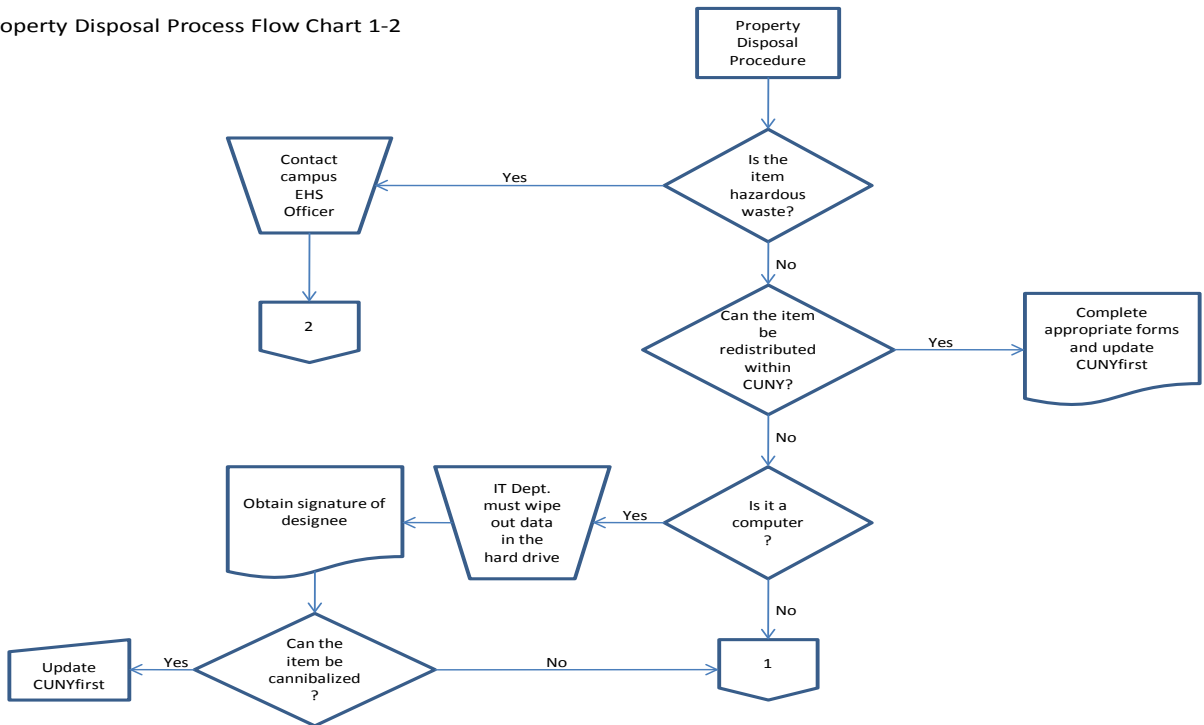 operty Disposal Process Flow Chart 1-2
Property
Disposal
Procedure
Is the
item
hazardous
waste?
Yes
Contact
campus
EHS
Officer
2
No
Can the item
be
redistributed
within
CUNY?
Yes
Complete
appropriate forms
and update
CUNYfirst
No
Is it a
computer
?
Yes
IT Dept.
must wipe
out data
in the
hard drive
Obtain signature of
designee
No
Can the
item be
cannibalized
?
Yes
Update
CUNYfirst
No
1